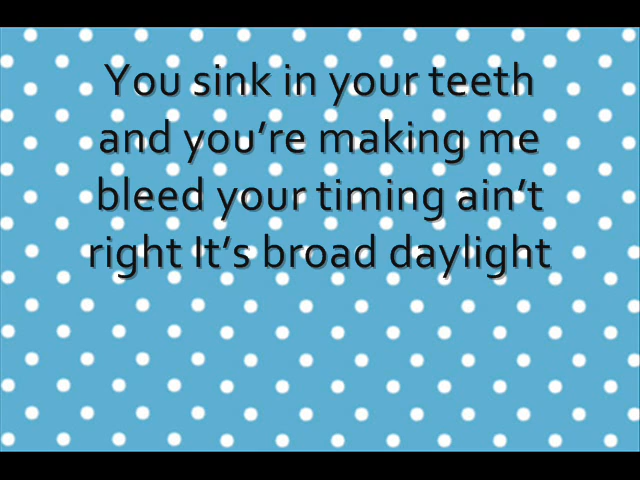 You sink in your teeth
and you’re making me
bleed your timing ain’t
right It’s broad daylight